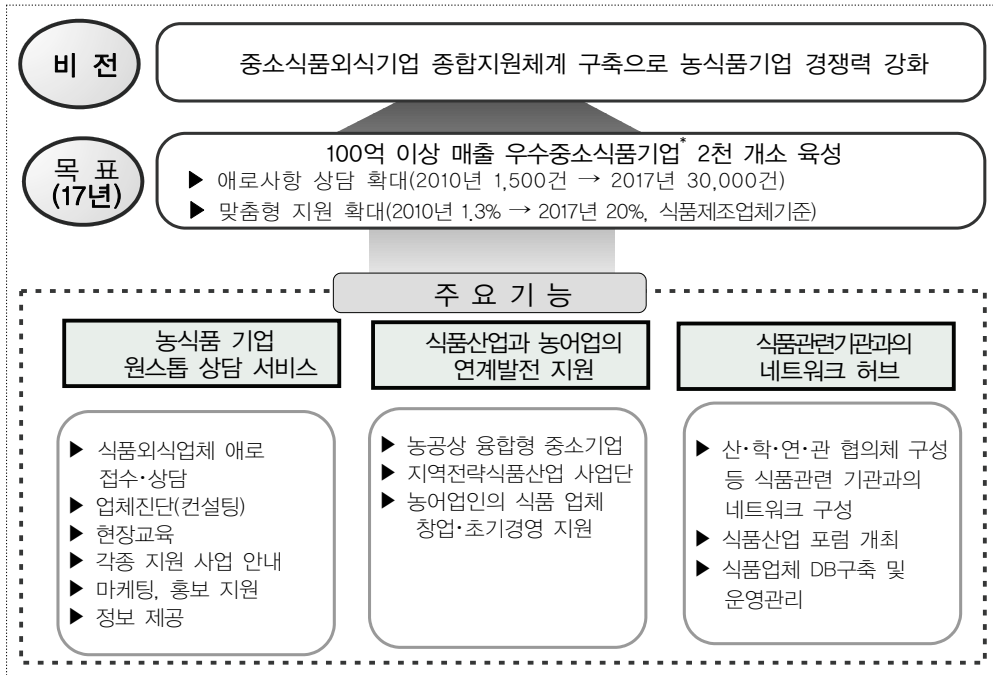 비 전
중소식품외식기업 종합지원체계 구축으로 농식품기업 경쟁력 강화
목 표
(17년)
100억 이상 매출 우수중소식품기업* 2천 개소 육성
▶ 애로사항 상담 확대(2010년 1,500건 → 2017년 30,000건)
▶ 맞춤형 지원 확대(2010년 1.3% → 2017년 20%, 식품제조업체기준)
주 요 기 능
농식품 기업
원스톱 상담 서비스
▶ 식품외식업체 애로
접수·상담
▶ 업체진단(컨설팅)
▶ 현장교육
▶ 각종 지원 사업 안내
▶ 마케팅, 홍보 지원
▶ 정보 제공
식품산업과 농어업의
연계발전 지원
▶ 농공상 융합형 중소기업
▶ 지역전략식품산업 사업단
▶ 농어업인의 식품 업체
창업·초기경영 지원
식품관련기관과의
네트워크 허브
▶ 산·학·연·관 협의체 구성
등 식품관련 기관과의
네트워크 구성
▶ 식품산업 포럼 개최
▶ 식품업체 DB구축 및
운영관리